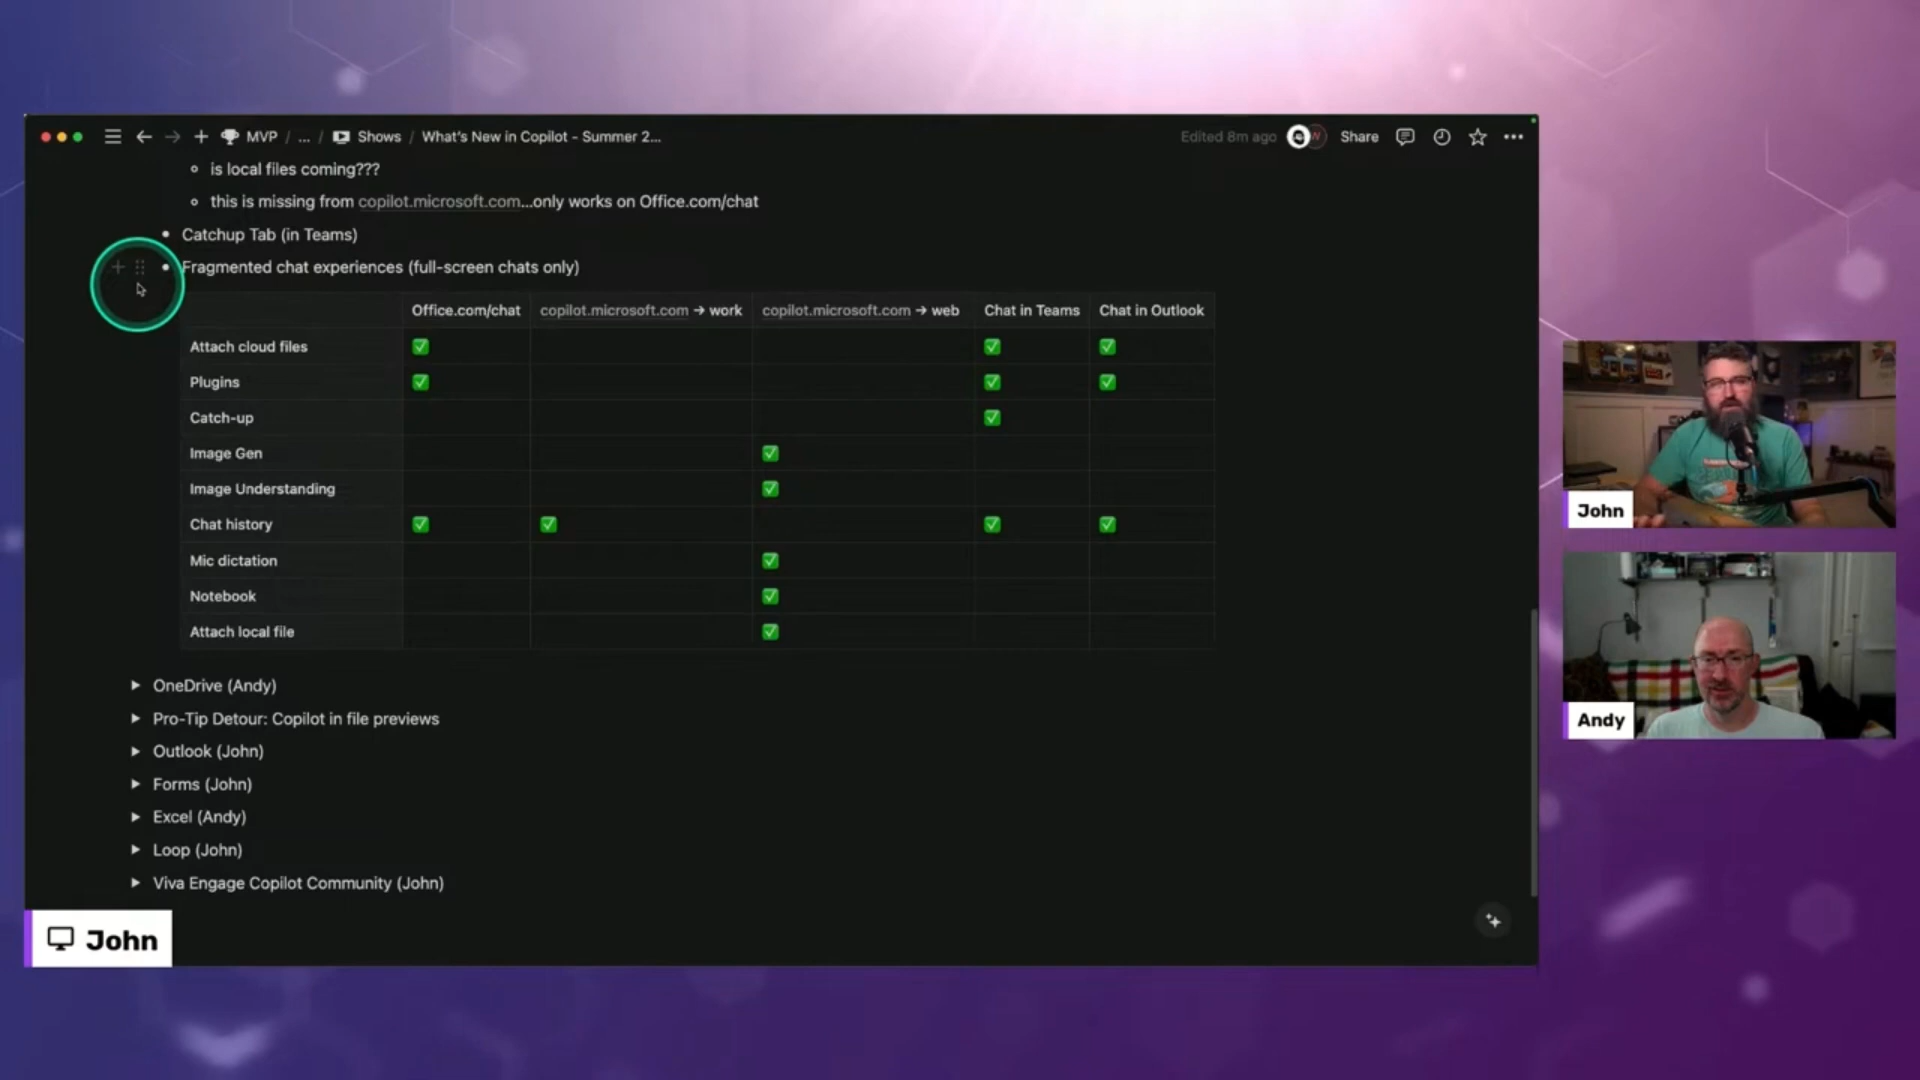 MVP / ... / Shows / What's New in Copilot - Summer 2...
Edited 8m ago
Share
is local files coming???
this is missing from copilot.microsoft.com...only works on Office.com/chat
Catchup Tab (in Teams)
Fragmented chat experiences (full-screen chats only)
Office.com/chat copilot.microsoft.com → work copilot.microsoft.com → web Chat in Teams Chat in Outlook
Attach cloud files ✅ ✅ ✅
Plugins ✅ ✅ ✅
Catch-up ✅
Image Gen ✅
Image Understanding ✅
Chat history ✅ ✅ ✅ ✅
Mic dictation ✅
Notebook ✅
Attach local file ✅
OneDrive (Andy)
Pro-Tip Detour: Copilot in file previews
Outlook (John)
Forms (John)
Excel (Andy)
Loop (John)
Viva Engage Copilot Community (John)
John
John
Andy